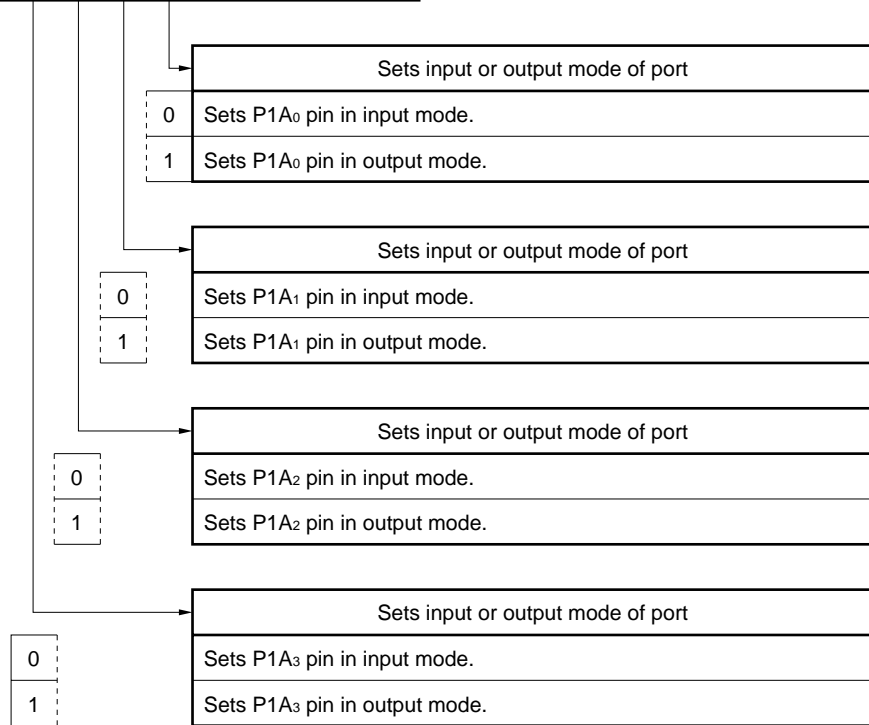 Sets input or output mode of port
0 Sets P1A0 pin in input mode.
1 Sets P1A0 pin in output mode.
Sets input or output mode of port
0 Sets P1A1 pin in input mode.
1 Sets P1A1 pin in output mode.
Sets input or output mode of port
0 Sets P1A2 pin in input mode.
1 Sets P1A2 pin in output mode.
Sets input or output mode of port
0 Sets P1A3 pin in input mode.
1 Sets P1A3 pin in output mode.